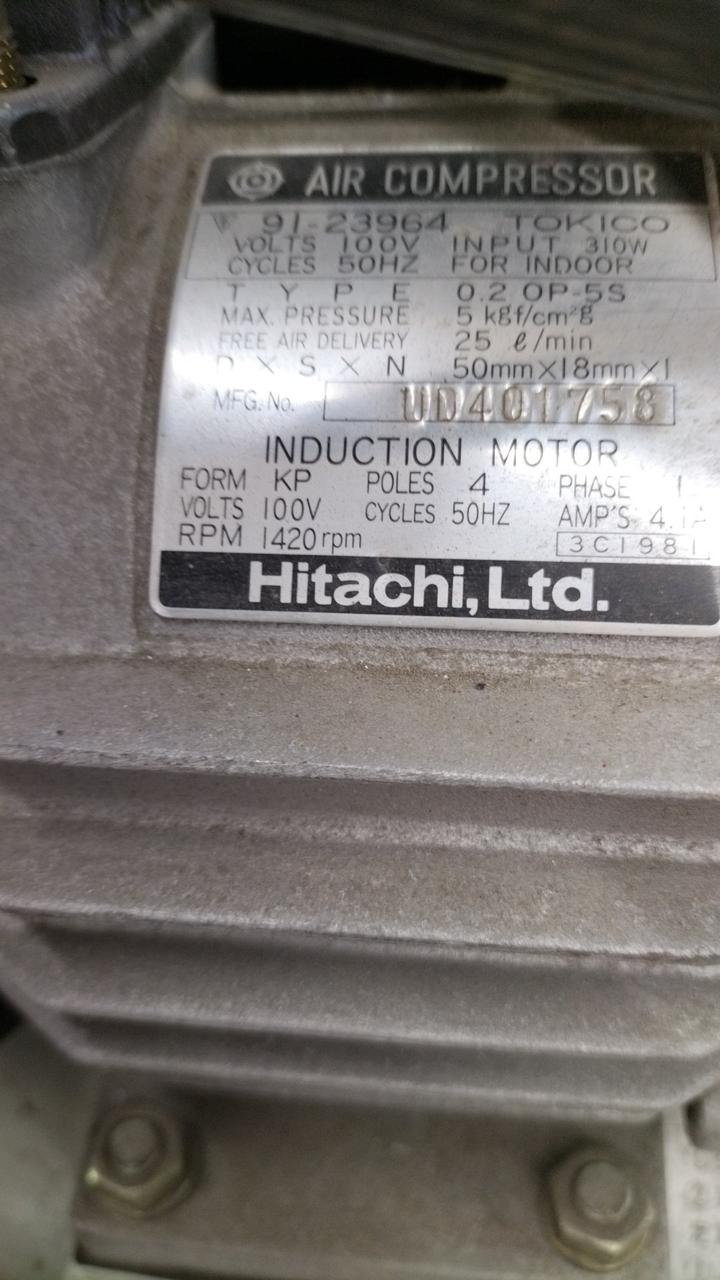 AIR COMPRESSOR
91-23964 TOKICO
VOLTS 100V INPUT 310W
CYCLES 50HZ FOR INDOOR
TYPE 0.2 OP-5S
MAX. PRESSURE 5 kgf/cm²g
FREE AIR DELIVERY 25 ℓ/min
D × S × N 50mm×18mm×1
MFG. No. UD401758
INDUCTION MOTOR
FORM KP POLES 4 PHASE 1
VOLTS 100V CYCLES 50HZ AMP'S 4.1A
RPM 1420rpm 3C1981
Hitachi, Ltd.